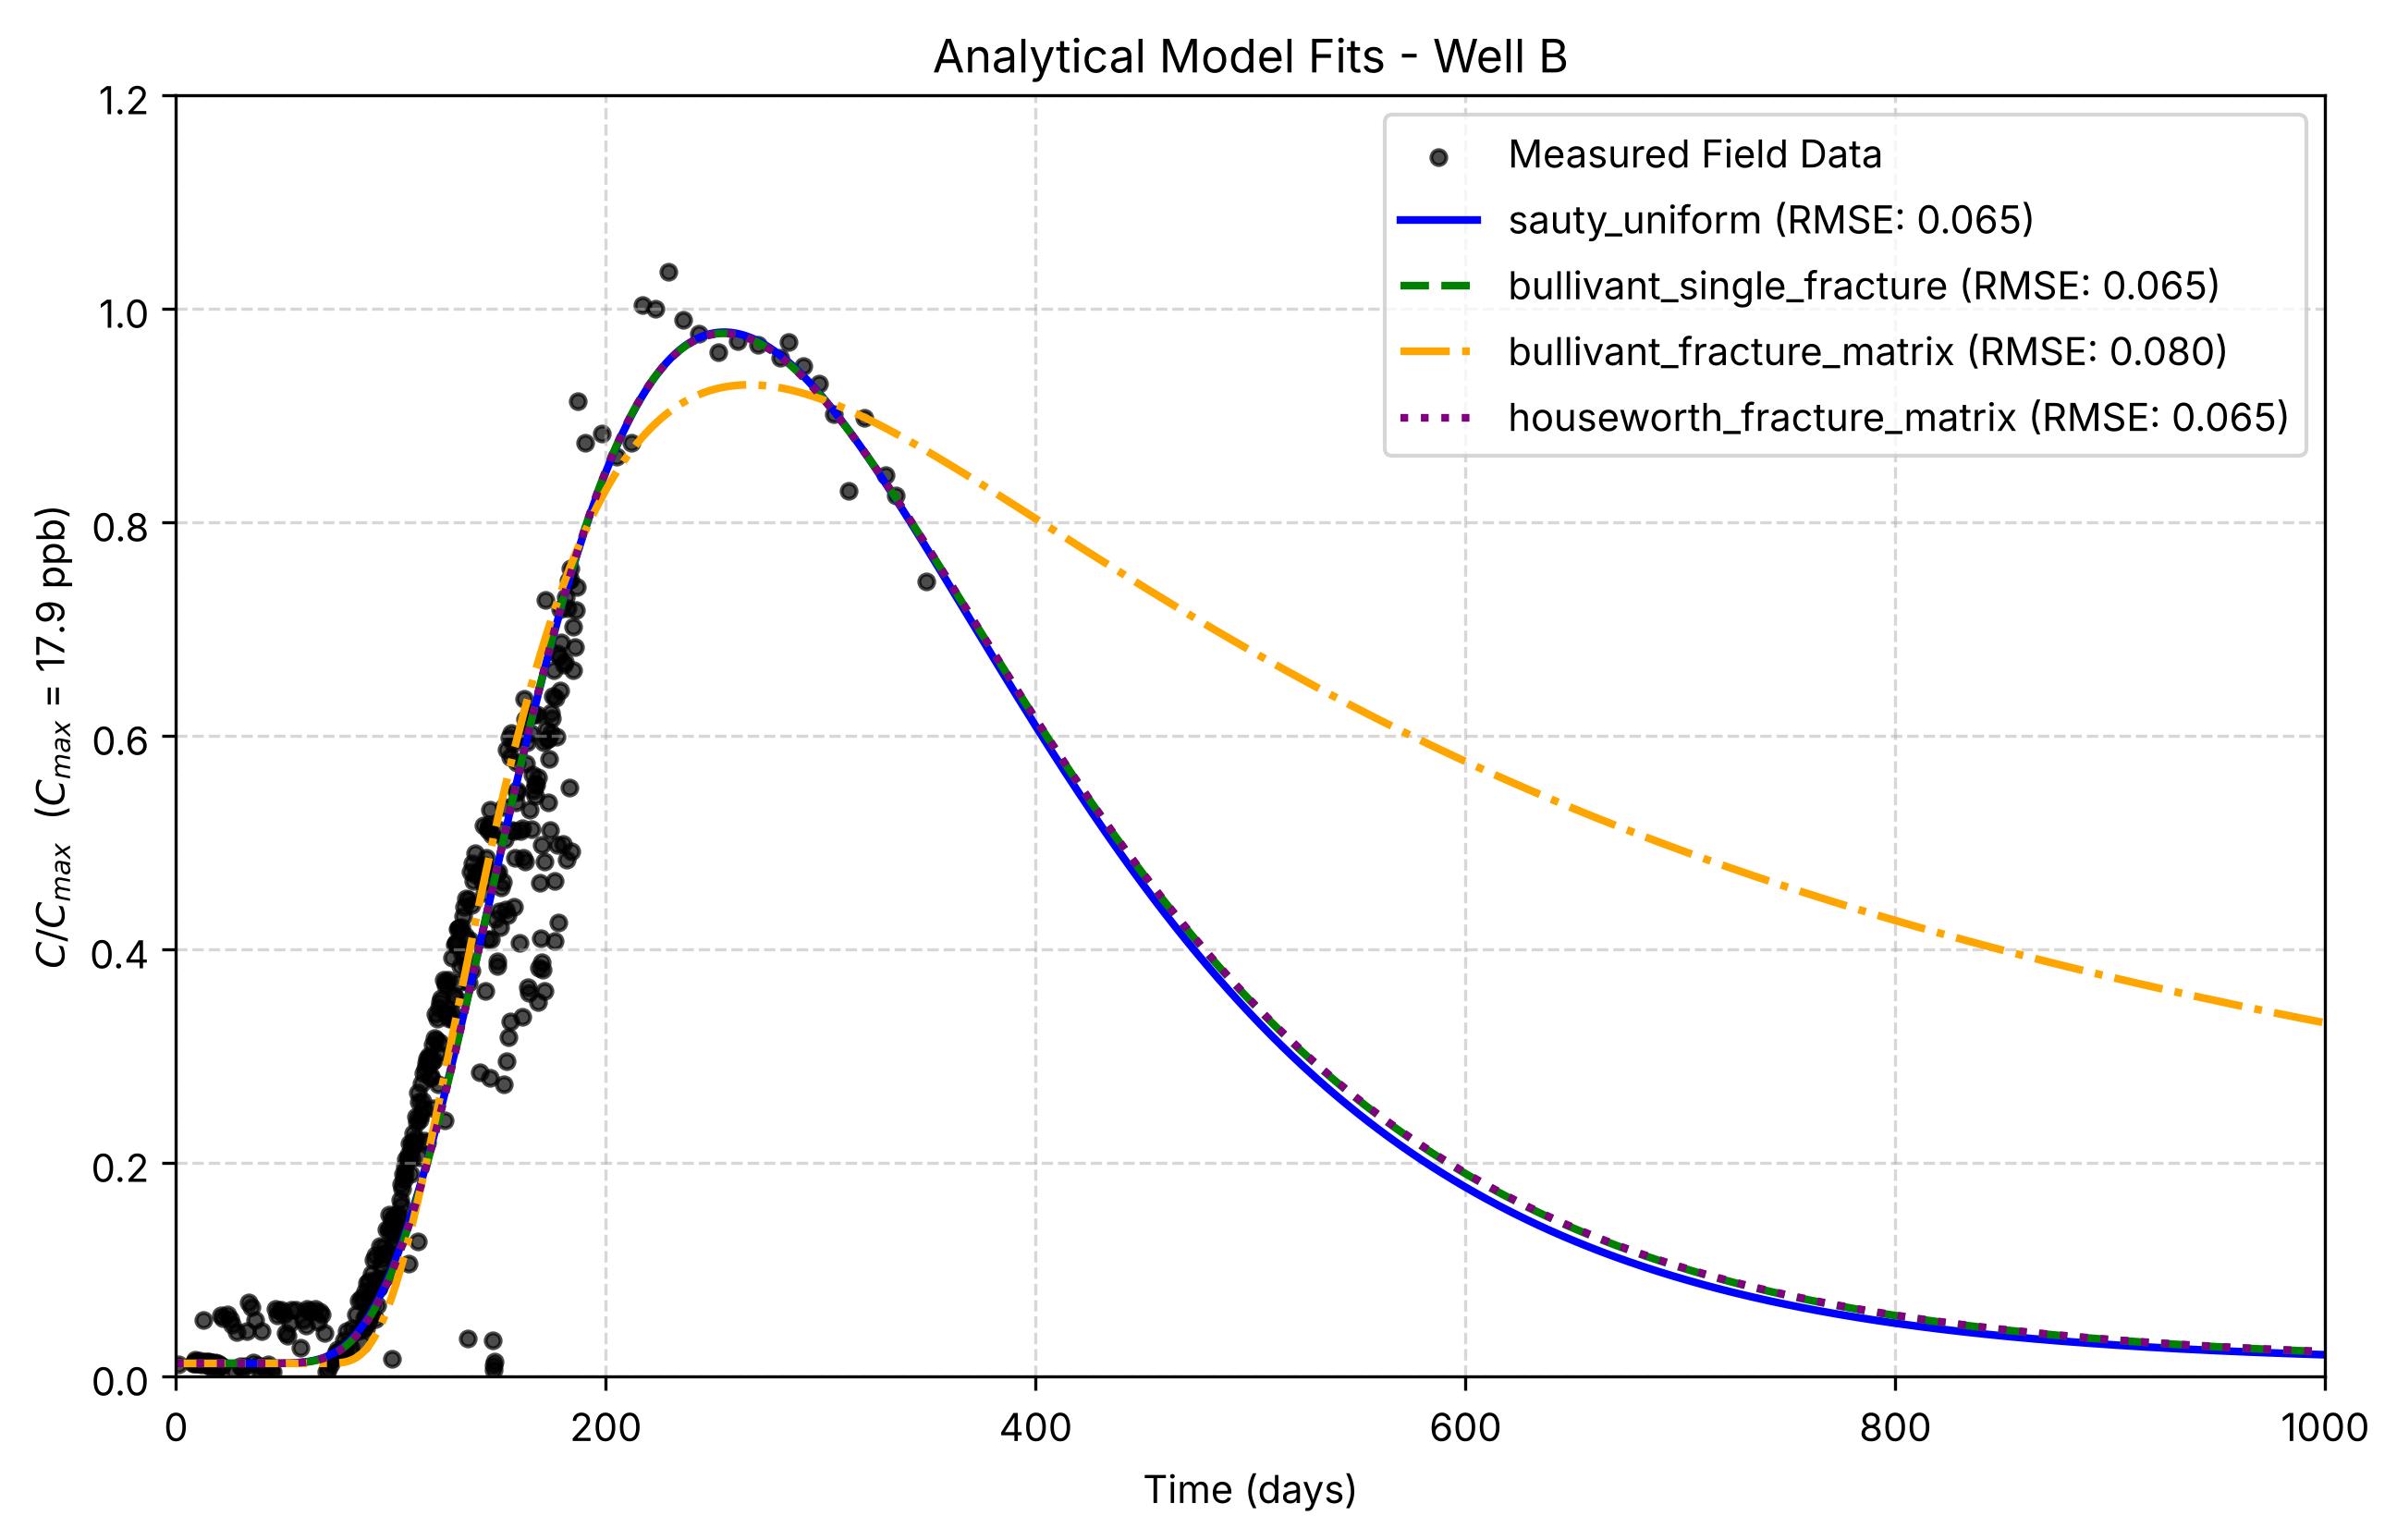 Analytical Model Fits - Well B
C/C_max (C_max = 17.9 ppb)
1.2
1.0
0.8
0.6
0.4
0.2
0.0
Measured Field Data
sauty_uniform (RMSE: 0.065)
bullivant_single_fracture (RMSE: 0.065)
bullivant_fracture_matrix (RMSE: 0.080)
houseworth_fracture_matrix (RMSE: 0.065)
0 200 400 600 800 1000
Time (days)